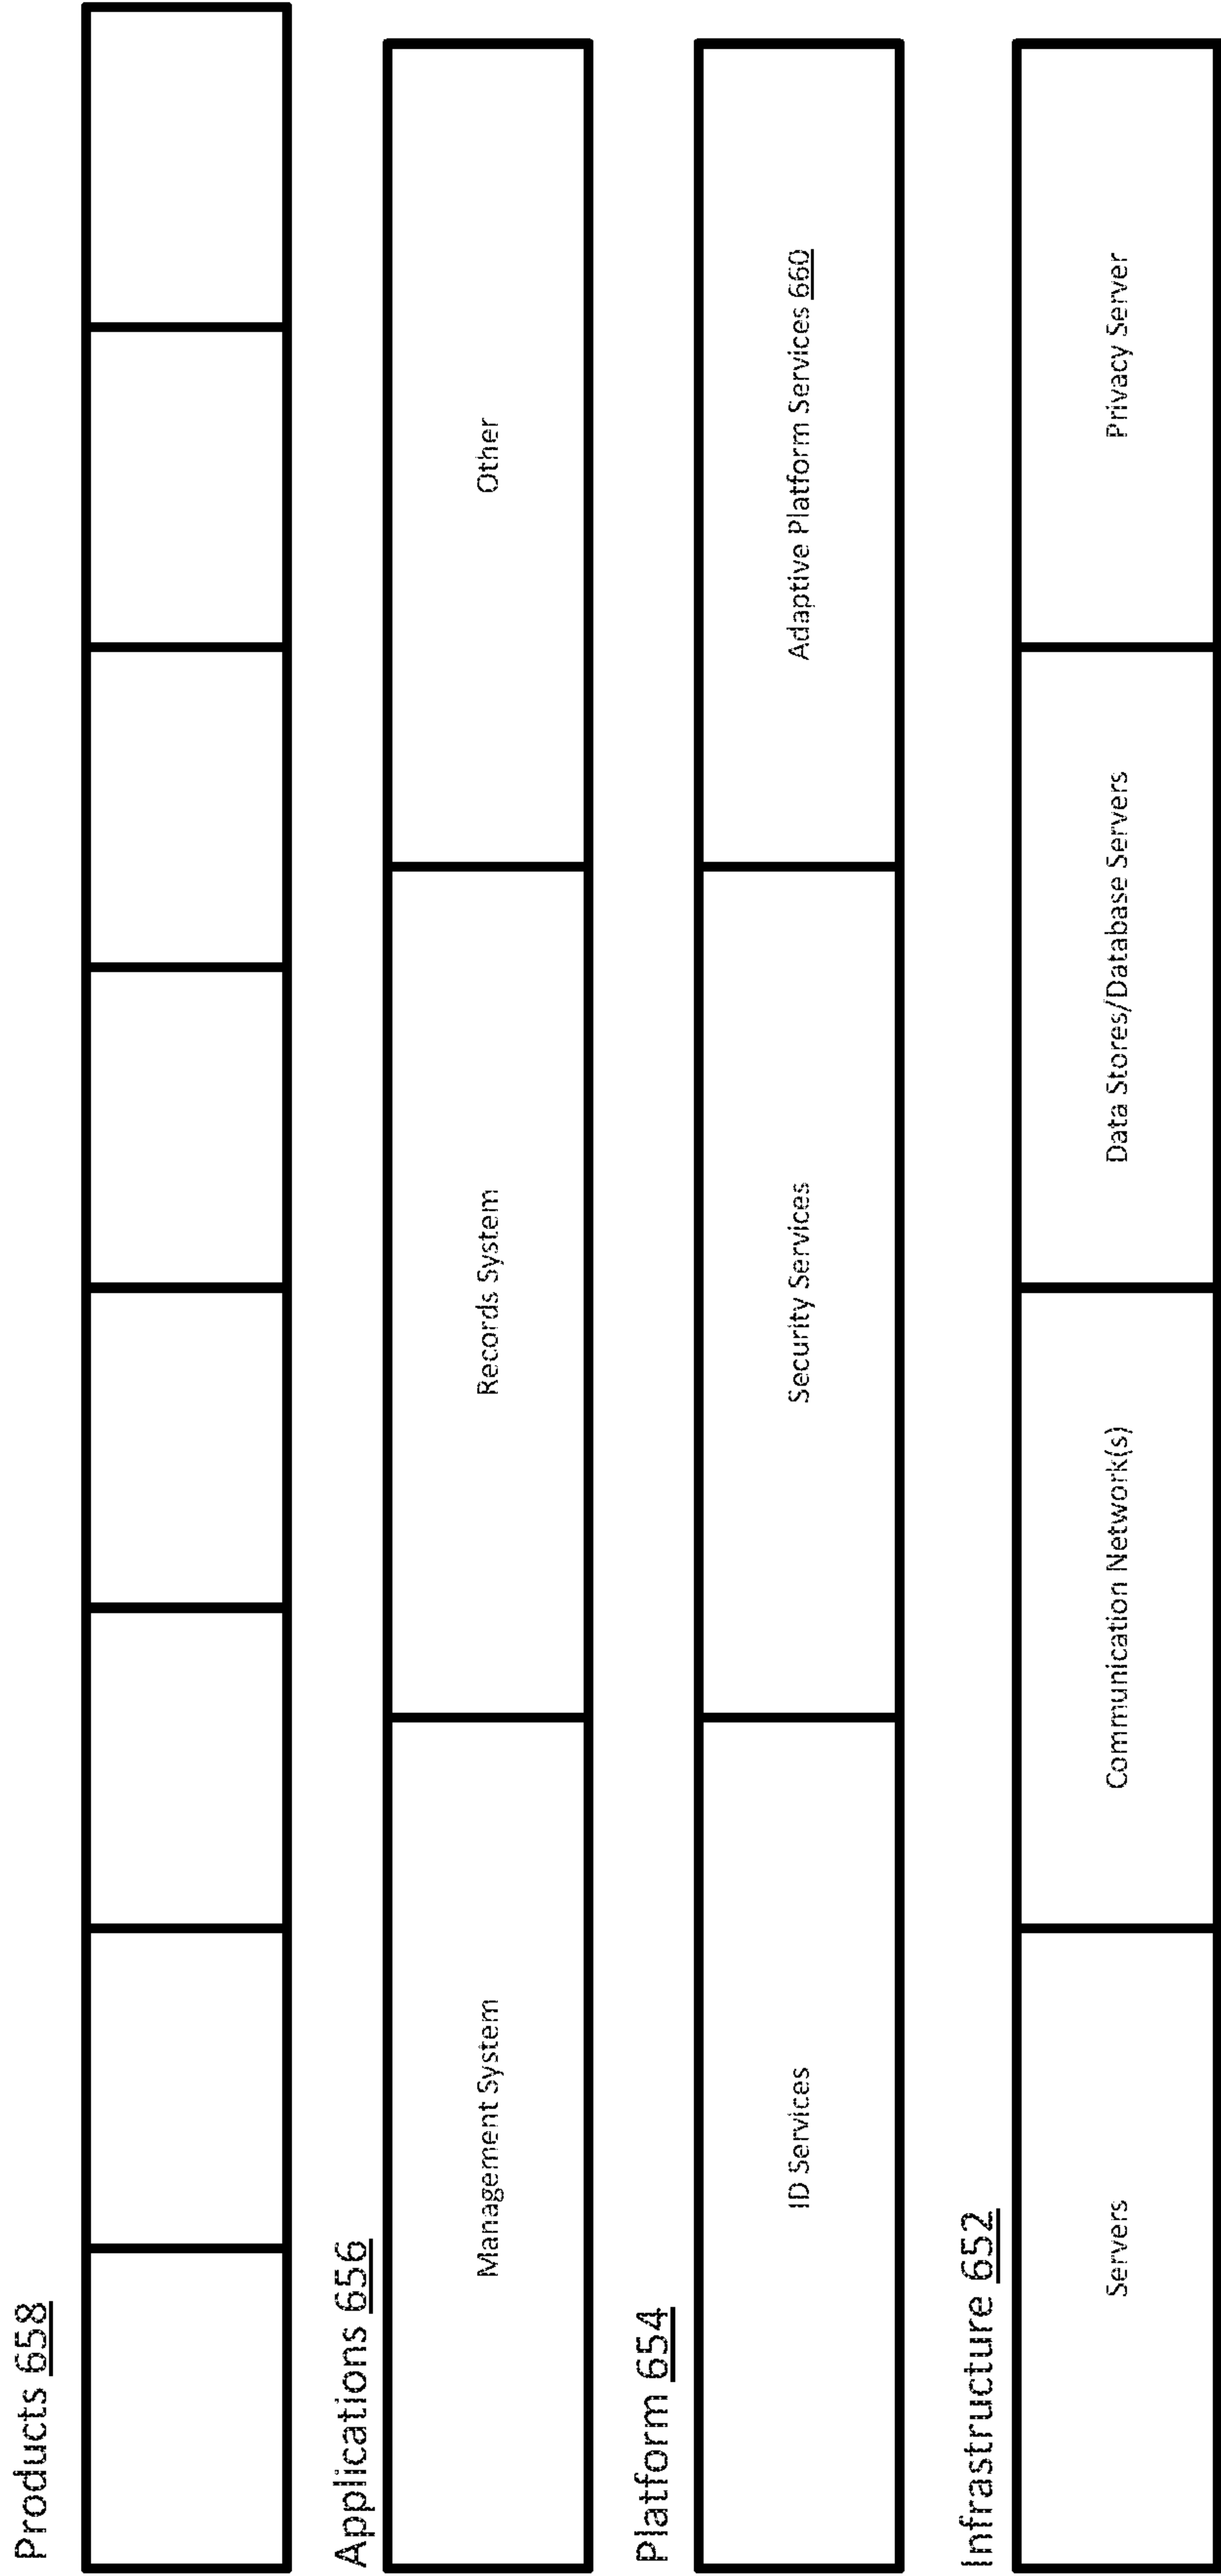 Products 658
Applications 656
Management System
Records System
Other
Platform 654
ID Services
Security Services
Adaptive Platform Services 660
Infrastructure 652
Servers
Communication Network(s)
Data Stores/Database Servers
Privacy Server